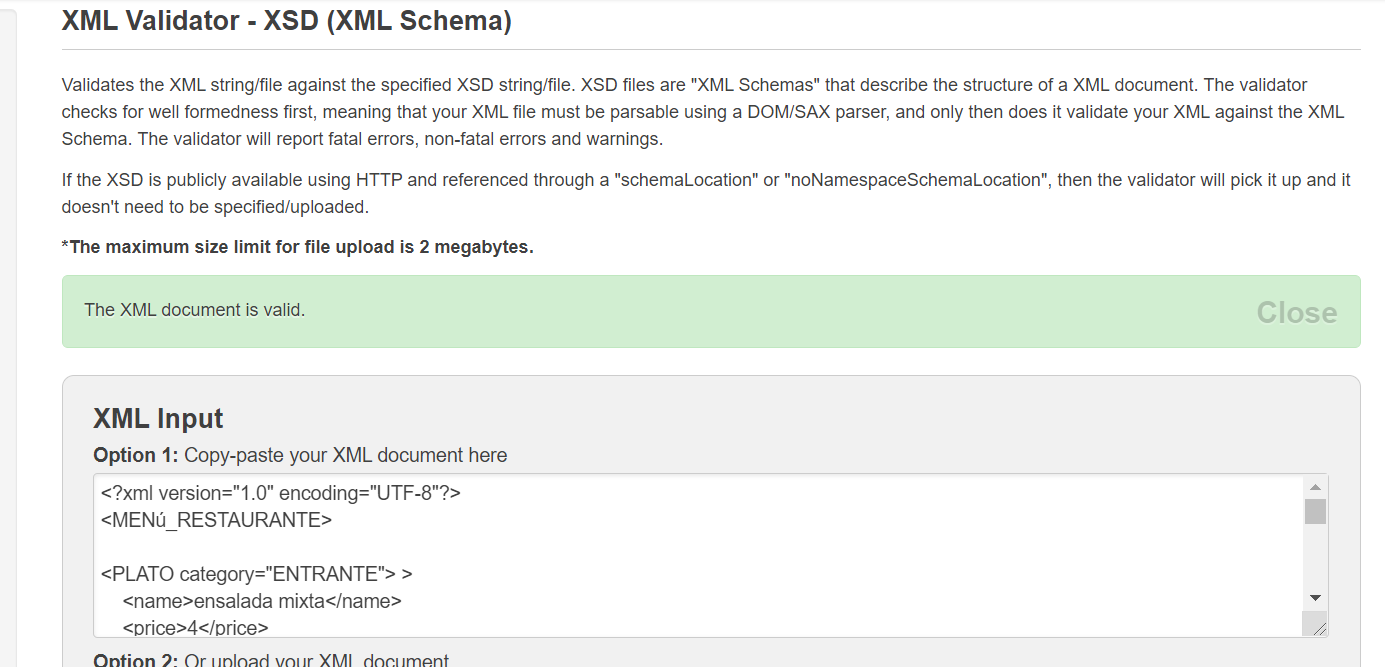 XML Validator - XSD (XML Schema)
Validates the XML string/file against the specified XSD string/file. XSD files are "XML Schemas" that describe the structure of a XML document. The validator
checks for well formedness first, meaning that your XML file must be parsable using a DOM/SAX parser, and only then does it validate your XML against the XML
Schema. The validator will report fatal errors, non-fatal errors and warnings.
If the XSD is publicly available using HTTP and referenced through a "schemaLocation" or "noNamespaceSchemaLocation", then the validator will pick it up and it
doesn't need to be specified/uploaded.
*The maximum size limit for file upload is 2 megabytes.
The XML document is valid. Close
XML Input
Option 1: Copy-paste your XML document here
<?xml version="1.0" encoding="UTF-8"?>
<MENú_RESTAURANTE>
<PLATO category="ENTRANTE"> >
<name>ensalada mixta</name>
<price>4</price>
Option 2: Or upload your XML document